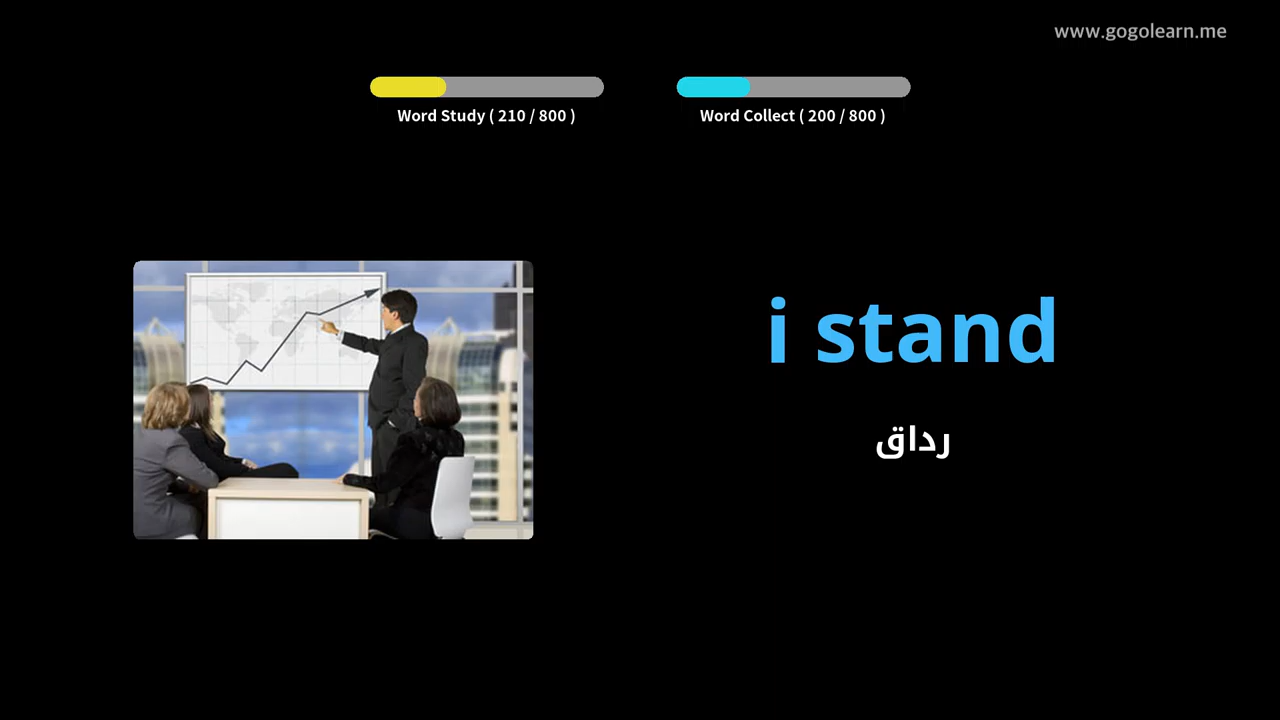 www.gogolearn.me
Word Study ( 210 / 800 )
Word Collect ( 200 / 800 )
i stand
رداق